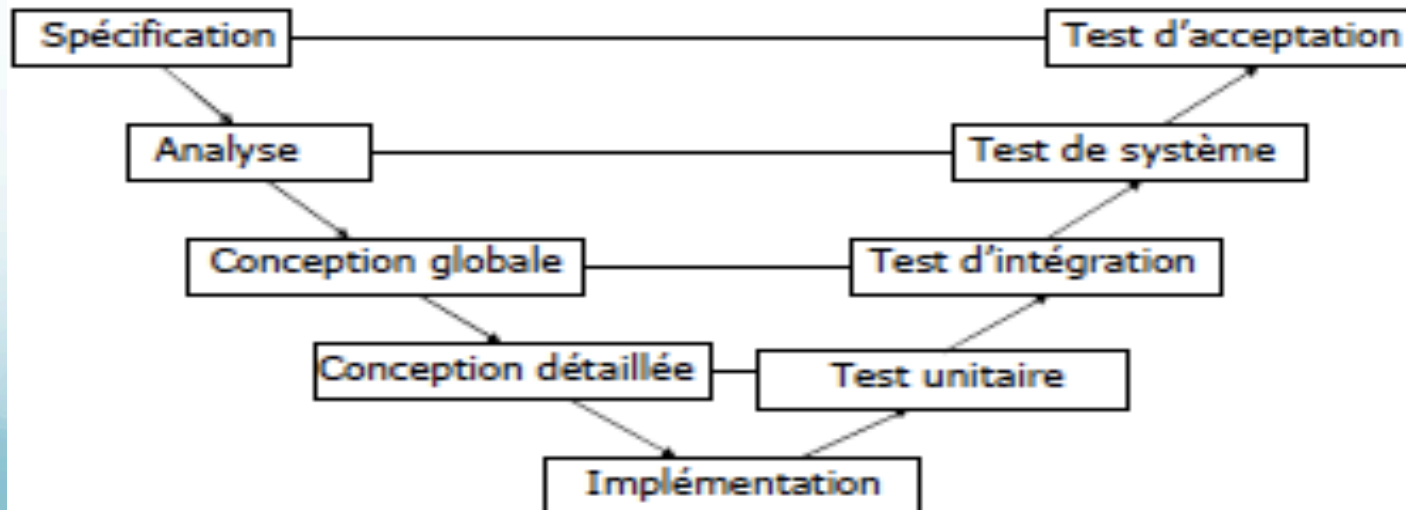 Spécification
Test d'acceptation
Analyse
Test de système
Conception globale
Test d'intégration
Conception détaillée
Test unitaire
Implémentation